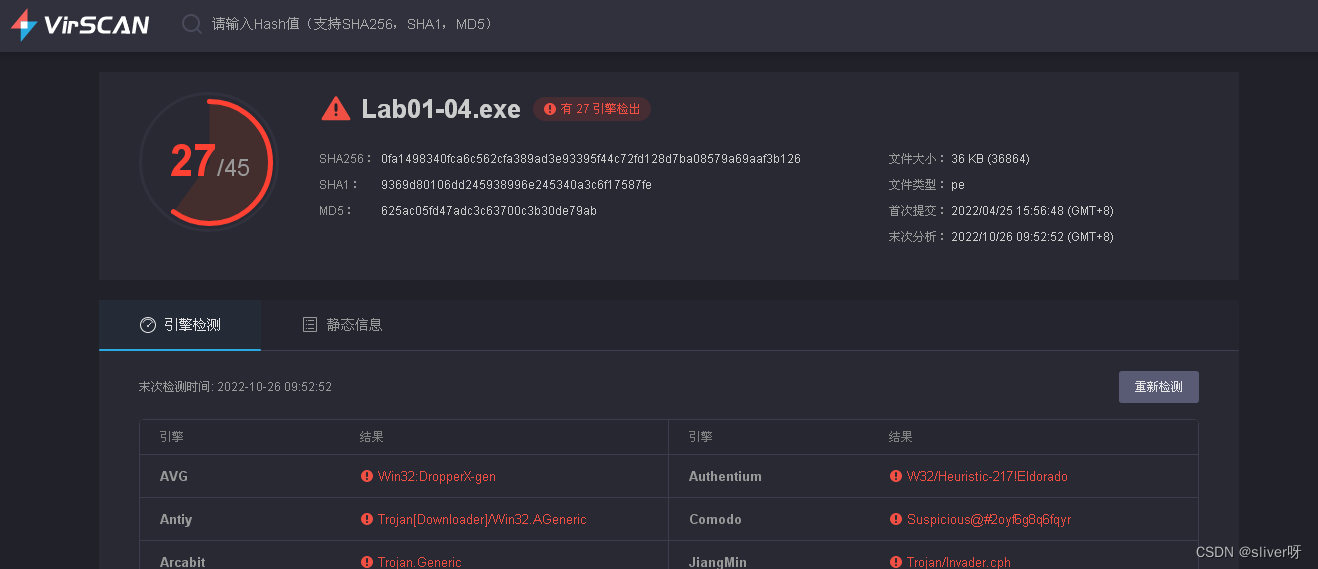 VirSCAN 请输入Hash值（支持SHA256，SHA1，MD5）
27/45
Lab01-04.exe 有 27 引擎检出
SHA256： 0fa1498340fca6c562cfa389ad3e93395f44c72fd128d7ba08579a69aaf3b126 文件大小： 36 KB (36864)
SHA1： 9369d80106dd245938996e245340a3c6f17587fe 文件类型： pe
MD5： 625ac05fd47adc3c63700c3b30de79ab 首次提交： 2022/04/25 15:56:48 (GMT+8)
末次分析： 2022/10/26 09:52:52 (GMT+8)
引擎检测 静态信息
末次检测时间: 2022-10-26 09:52:52 重新检测
引擎 结果 引擎 结果
AVG Win32:DropperX-gen Authentium W32/Heuristic-217!Eldorado
Antiy Trojan[Downloader]/Win32.AGeneric Comodo Suspicious@#2oyf6g8q6fqyr
Arcabit Trojan.Generic JiangMin Trojan/Invader.cph
CSDN @sliver呀